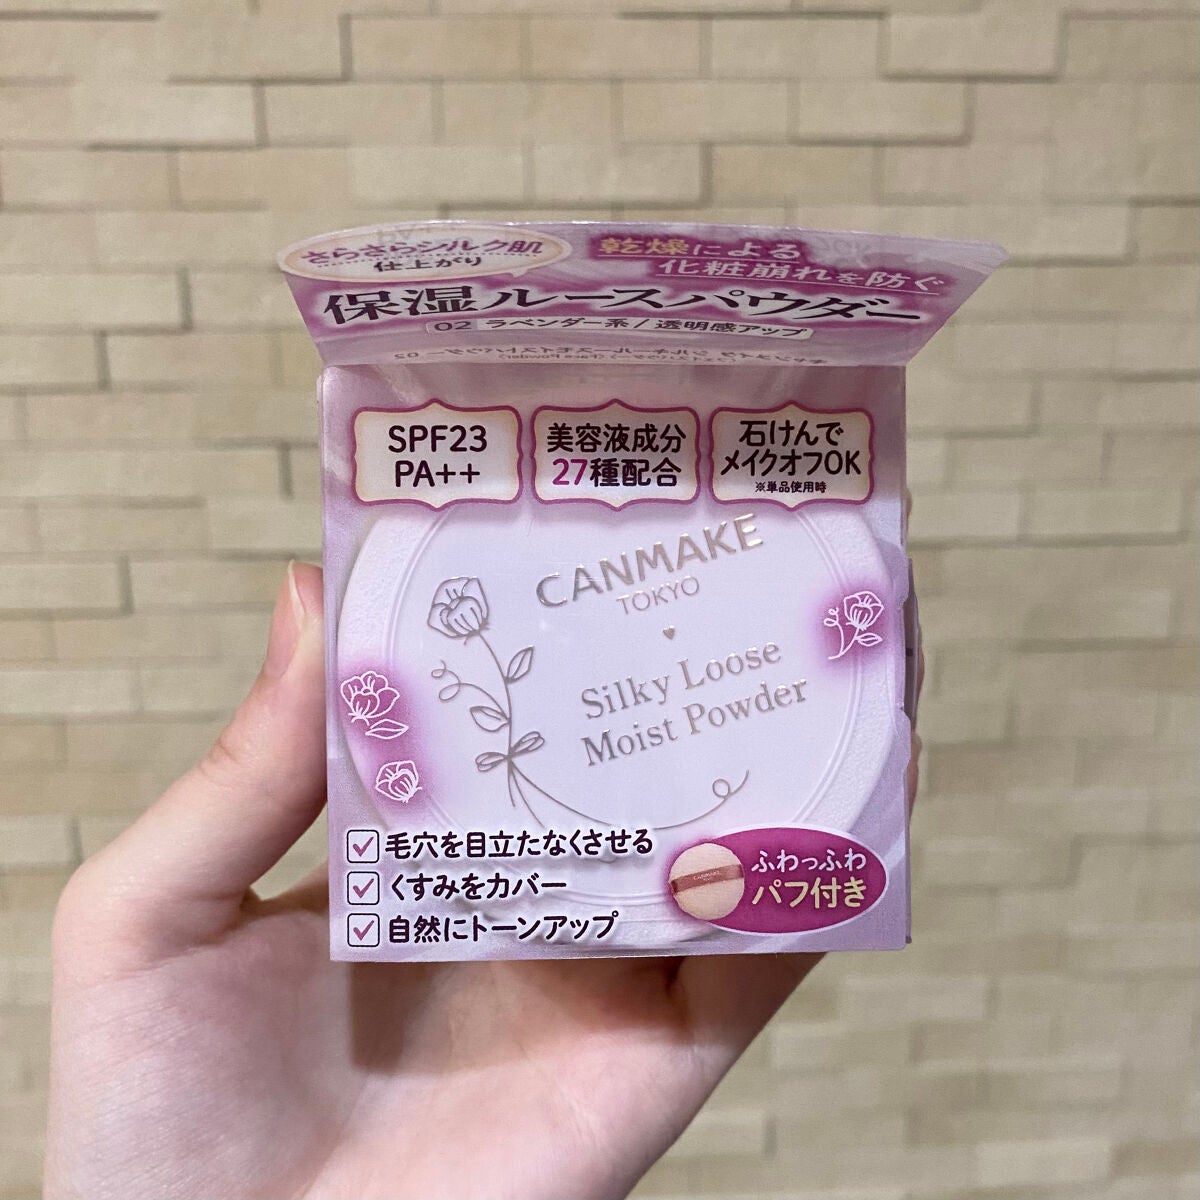 さらさらシルク肌
仕上がり
乾燥による
化粧崩れを防ぐ
保湿ルースパウダー
02 ラベンダー系/透明感アップ
SPF23
PA++
美容液成分
27種配合
石けんで
メイクオフOK
※単品使用時
CANMAKE
TOKYO
Silky Loose
Moist Powder
毛穴を目立たなくさせる
くすみをカバー
自然にトーンアップ
CANMAKE
ふわっふわ
パフ付き